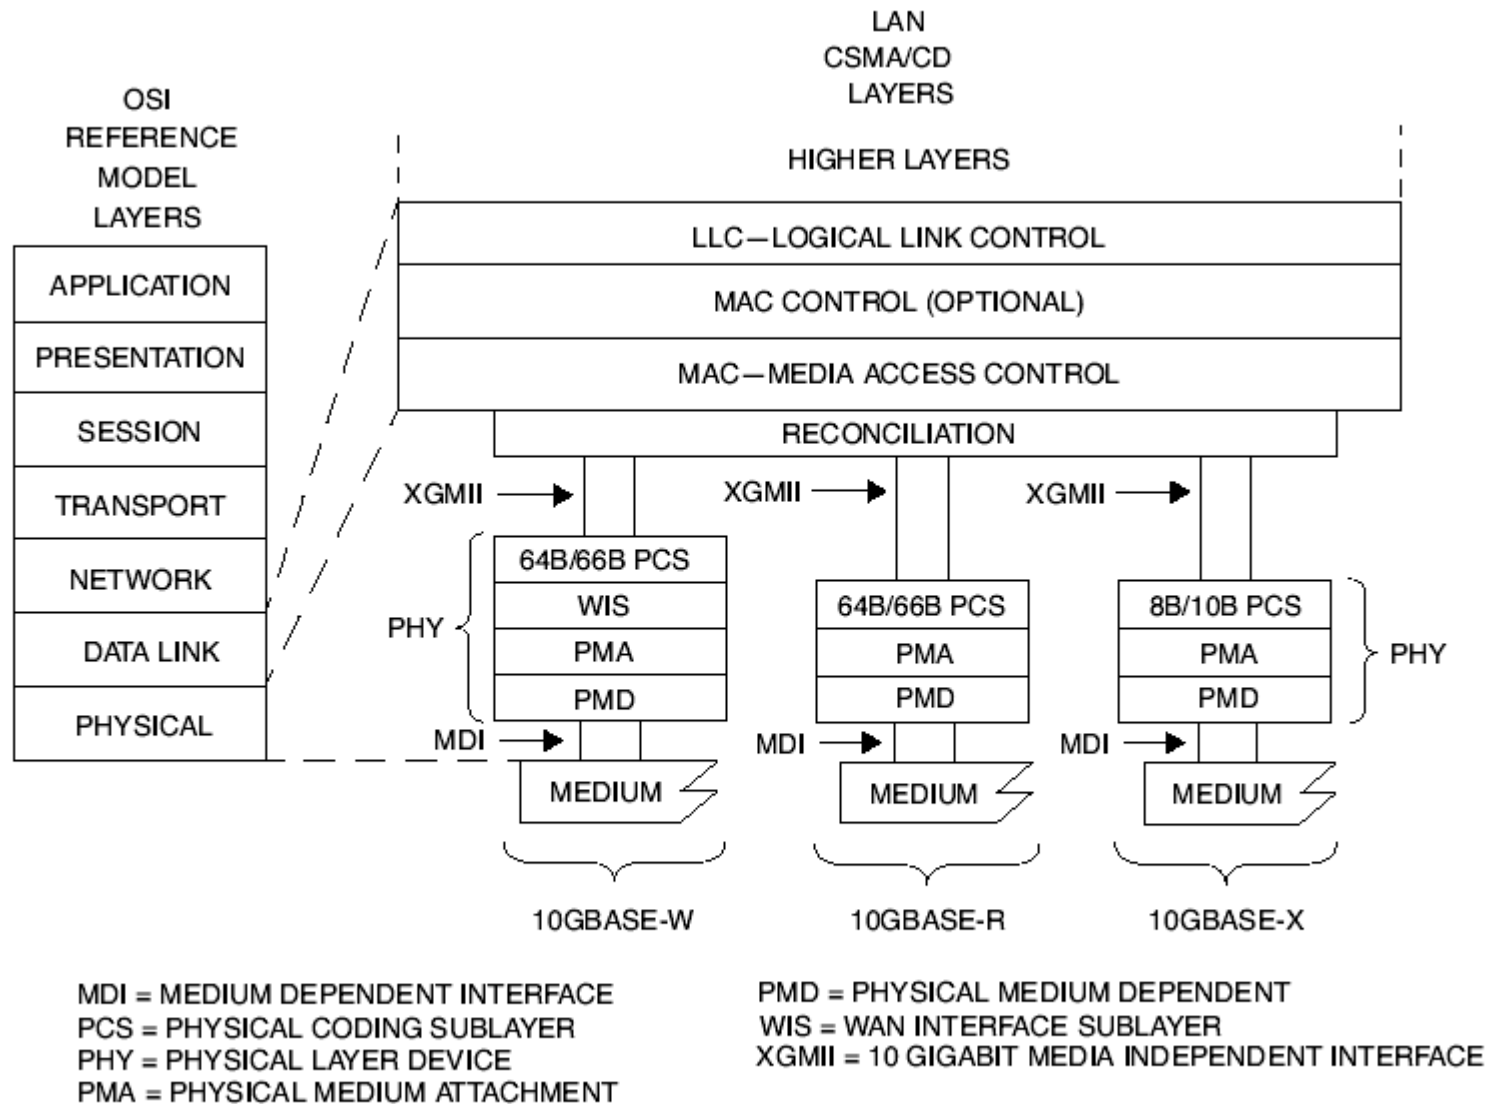 LAN
CSMA/CD
LAYERS
OSI
REFERENCE
MODEL
LAYERS
HIGHER LAYERS
LLC—LOGICAL LINK CONTROL
MAC CONTROL (OPTIONAL)
MAC—MEDIA ACCESS CONTROL
RECONCILIATION
APPLICATION
PRESENTATION
SESSION
TRANSPORT
NETWORK
DATA LINK
PHYSICAL
XGMII
XGMII
XGMII
PHY
64B/66B PCS
WIS
PMA
PMD
MDI
MEDIUM
10GBASE-W
64B/66B PCS
PMA
PMD
MDI
MEDIUM
10GBASE-R
8B/10B PCS
PMA
PMD
PHY
MDI
MEDIUM
10GBASE-X
MDI = MEDIUM DEPENDENT INTERFACE
PCS = PHYSICAL CODING SUBLAYER
PHY = PHYSICAL LAYER DEVICE
PMA = PHYSICAL MEDIUM ATTACHMENT
PMD = PHYSICAL MEDIUM DEPENDENT
WIS = WAN INTERFACE SUBLAYER
XGMII = 10 GIGABIT MEDIA INDEPENDENT INTERFACE